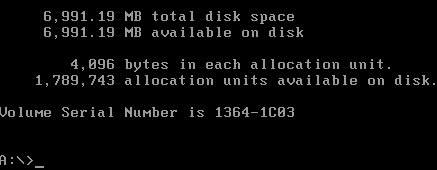 6,991.19 MB total disk space
6,991.19 MB available on disk
4,096 bytes in each allocation unit.
1,789,743 allocation units available on disk.
Volume Serial Number is 1364-1C03
A:\>_